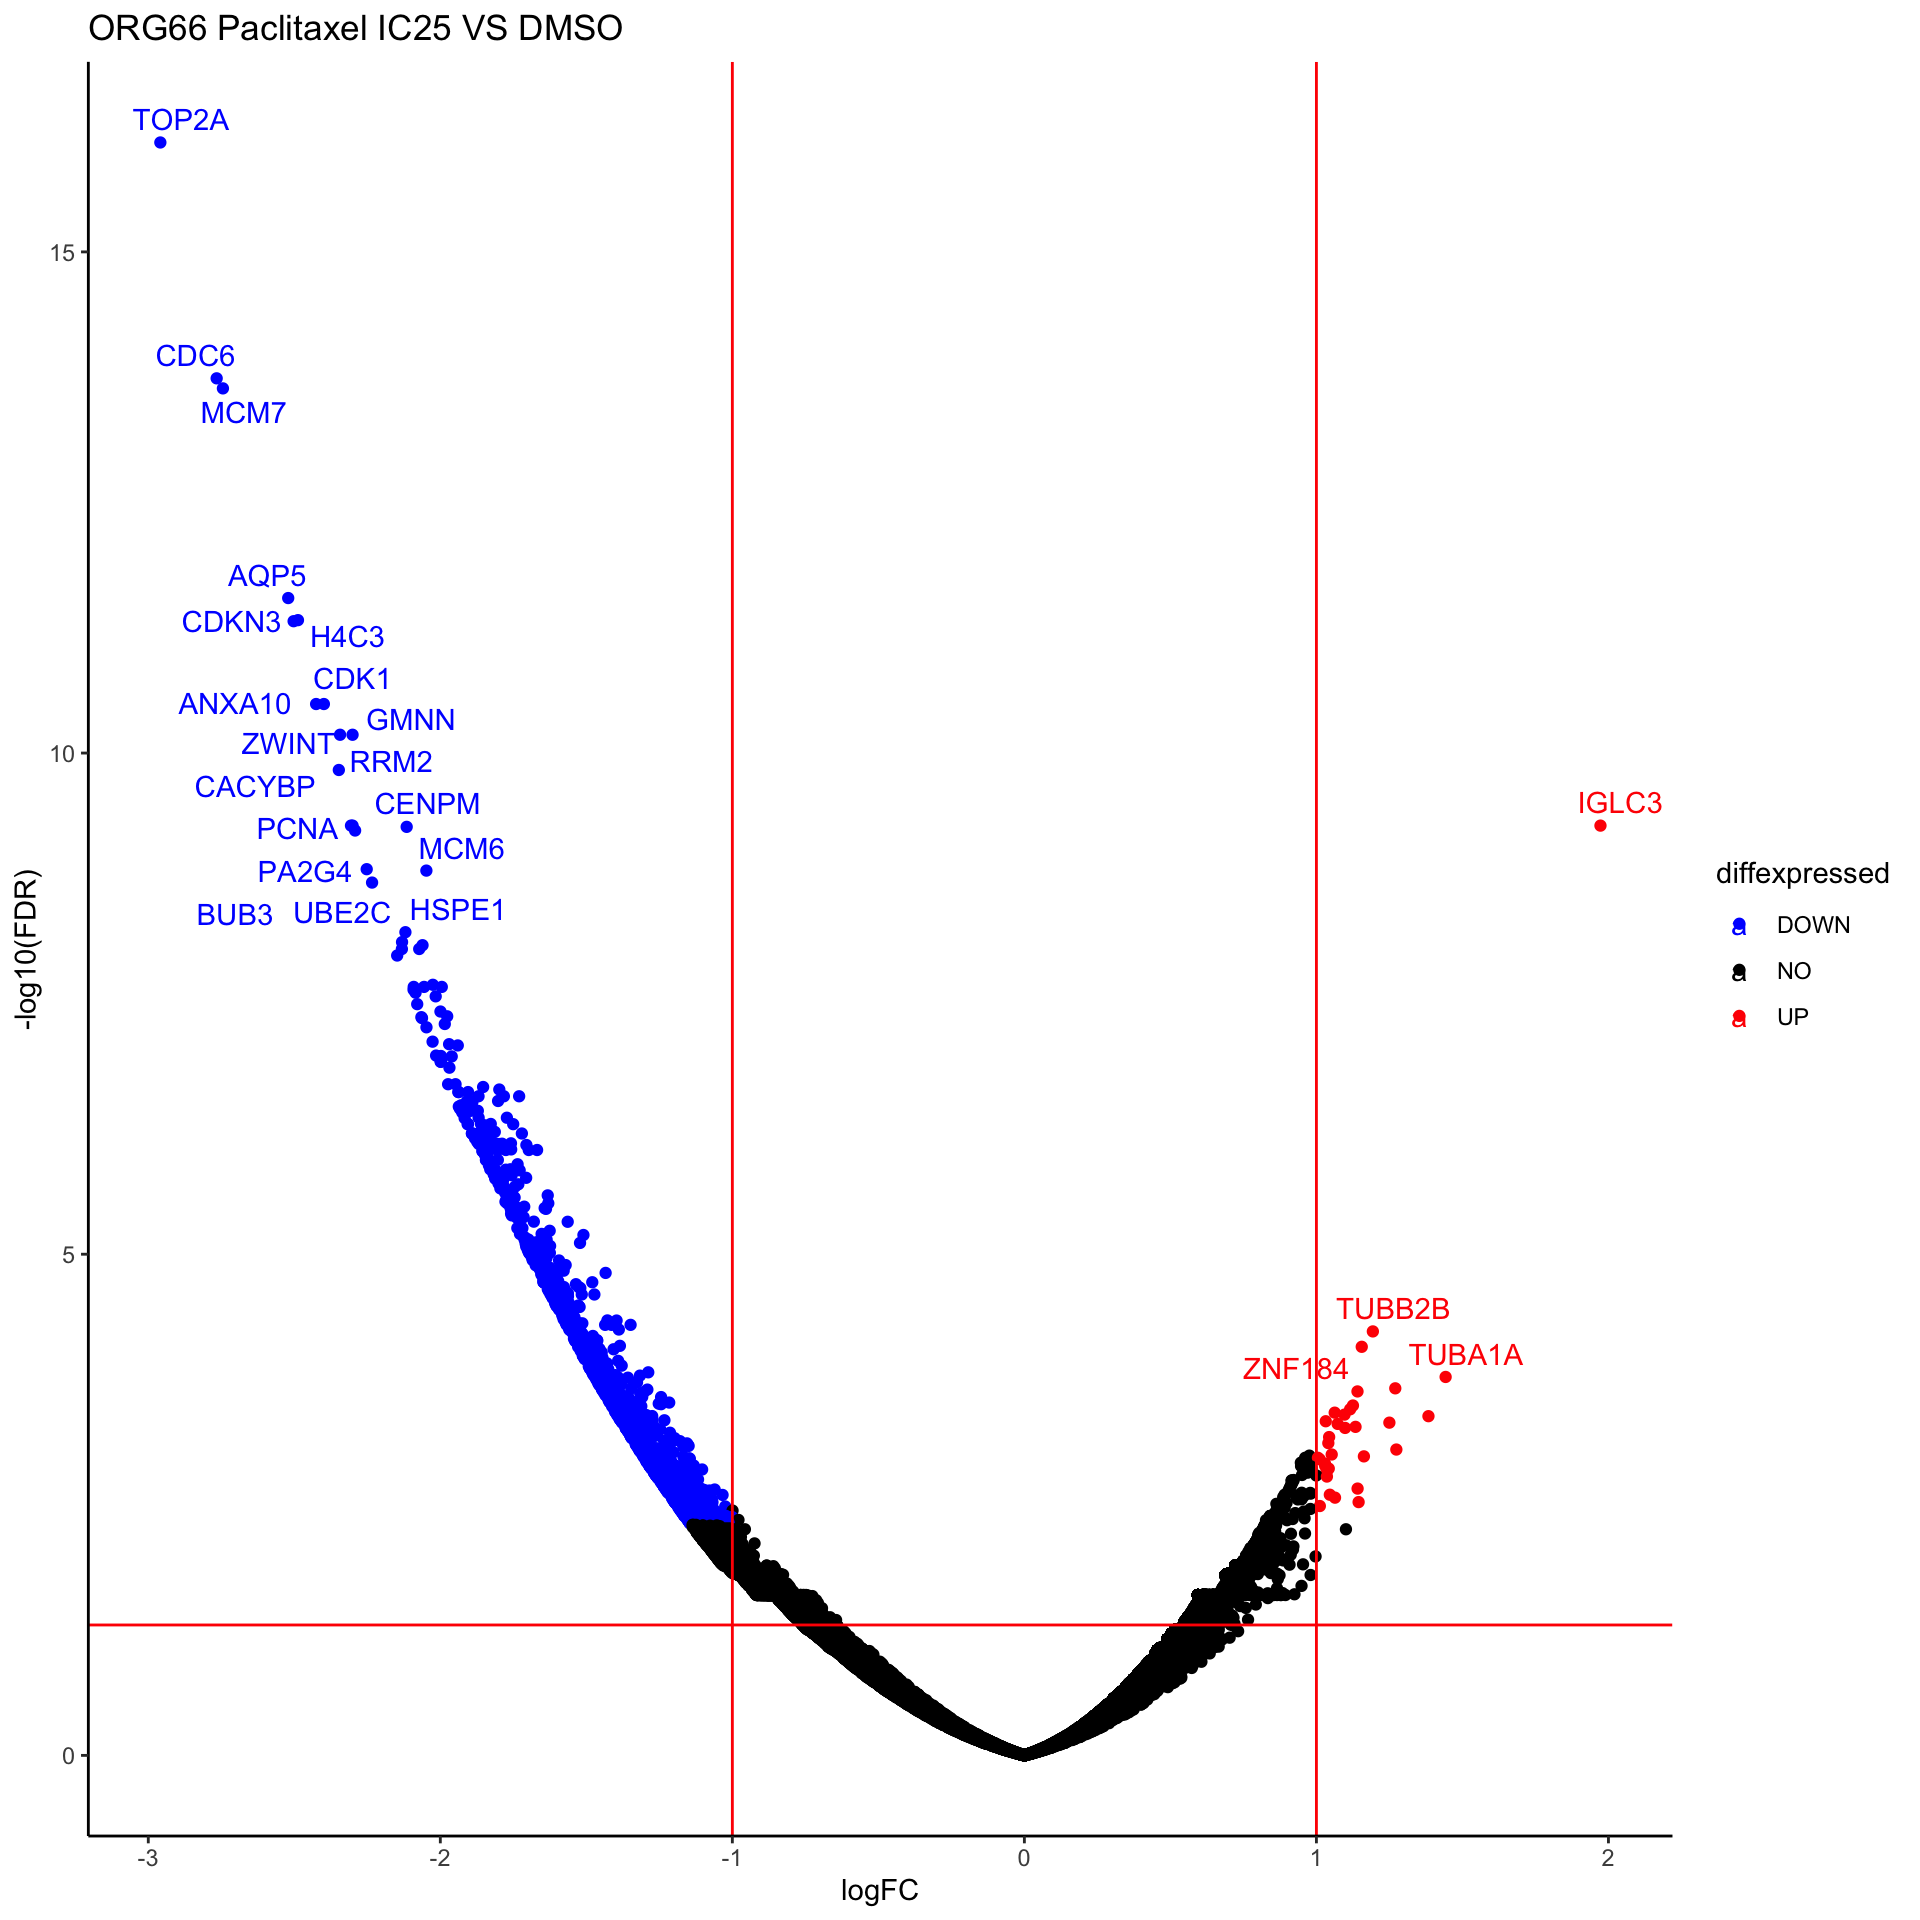 ORG66 Paclitaxel IC25 VS DMSO
TOP2A
15
CDC6
MCM7
AQP5
CDKN3
H4C3
CDK1
ANXA10
GMNN
ZWINT
10
RRM2
CACYBP
CENPM
IGLC3
PCNA
MCM6
PA2G4
BUB3
UBE2C
HSPE1
-log10(FDR)
diffexpressed
a DOWN
a NO
a UP
5
TUBB2B
TUBA1A
ZNF184
0
-3
-2
-1
0
1
2
logFC